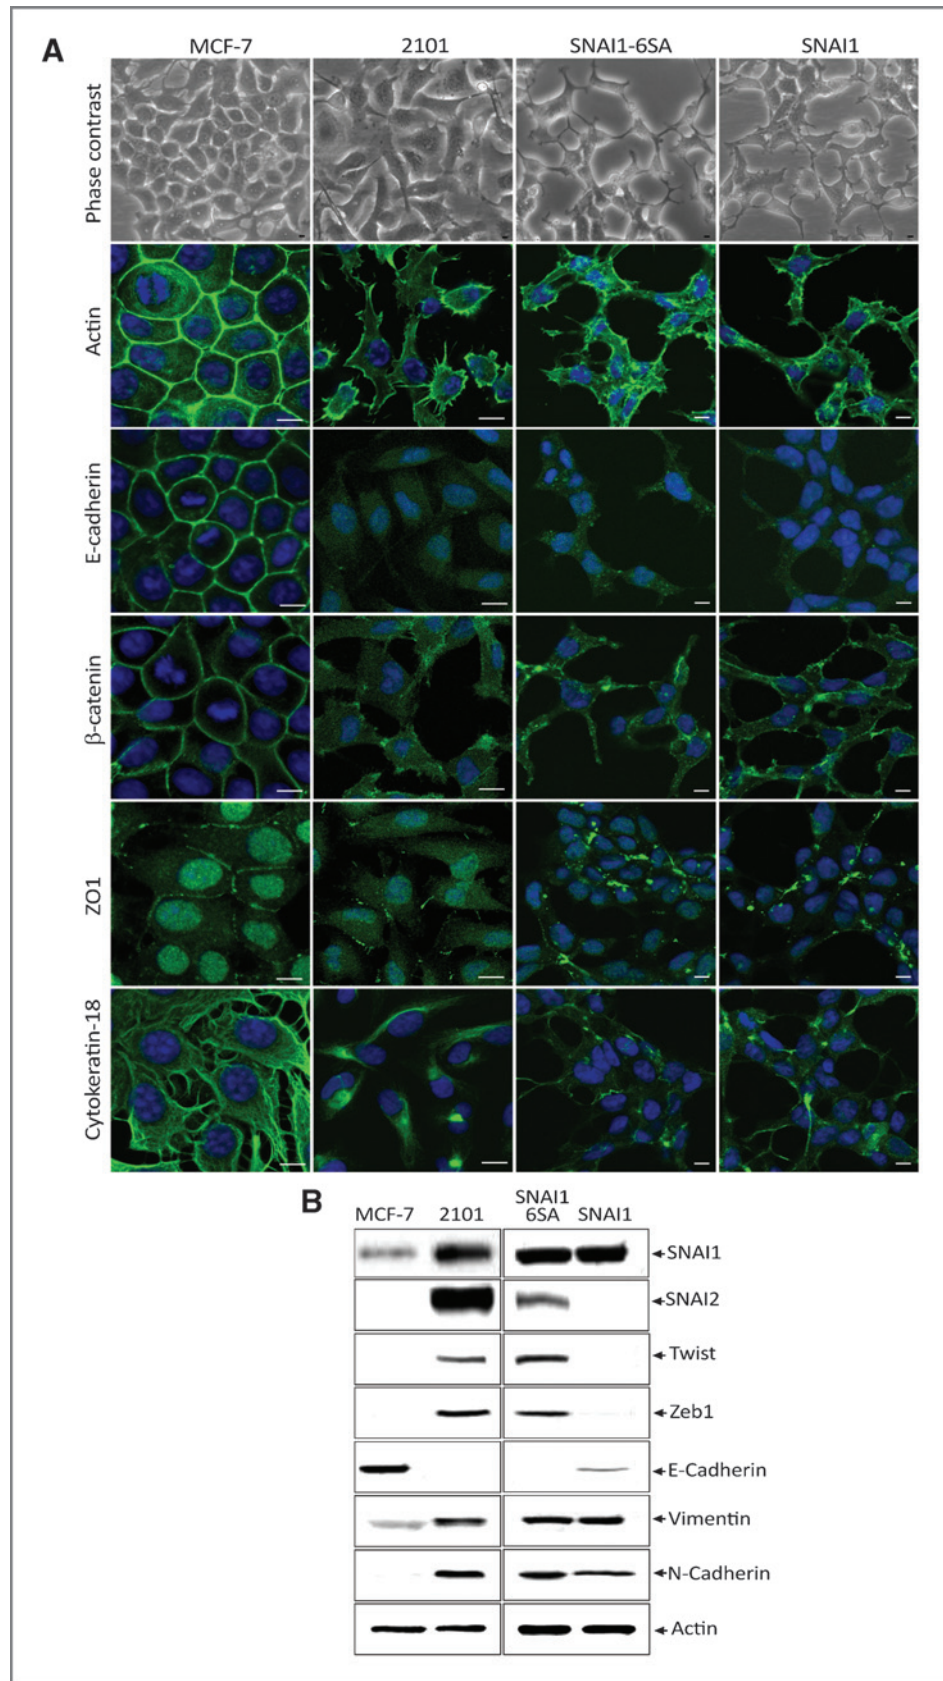 A
MCF-7 2101 SNAI1-6SA SNAI1
Phase contrast
Actin
E-cadherin
β-catenin
ZO1
Cytokeratin-18
B
MCF-7 2101 SNAI1 6SA SNAI1
SNAI1
SNAI2
Twist
Zeb1
E-Cadherin
Vimentin
N-Cadherin
Actin